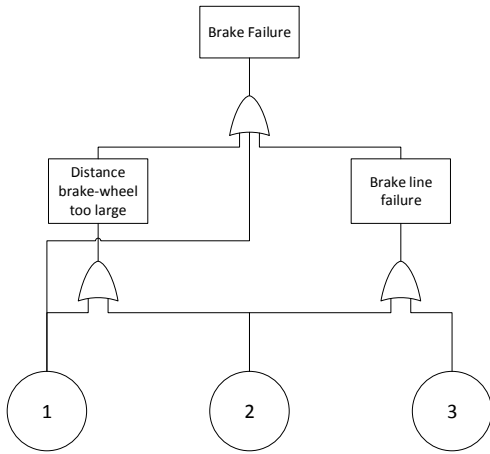 Brake Failure
Distance
brake-wheel
too large
Brake line
failure
1
2
3